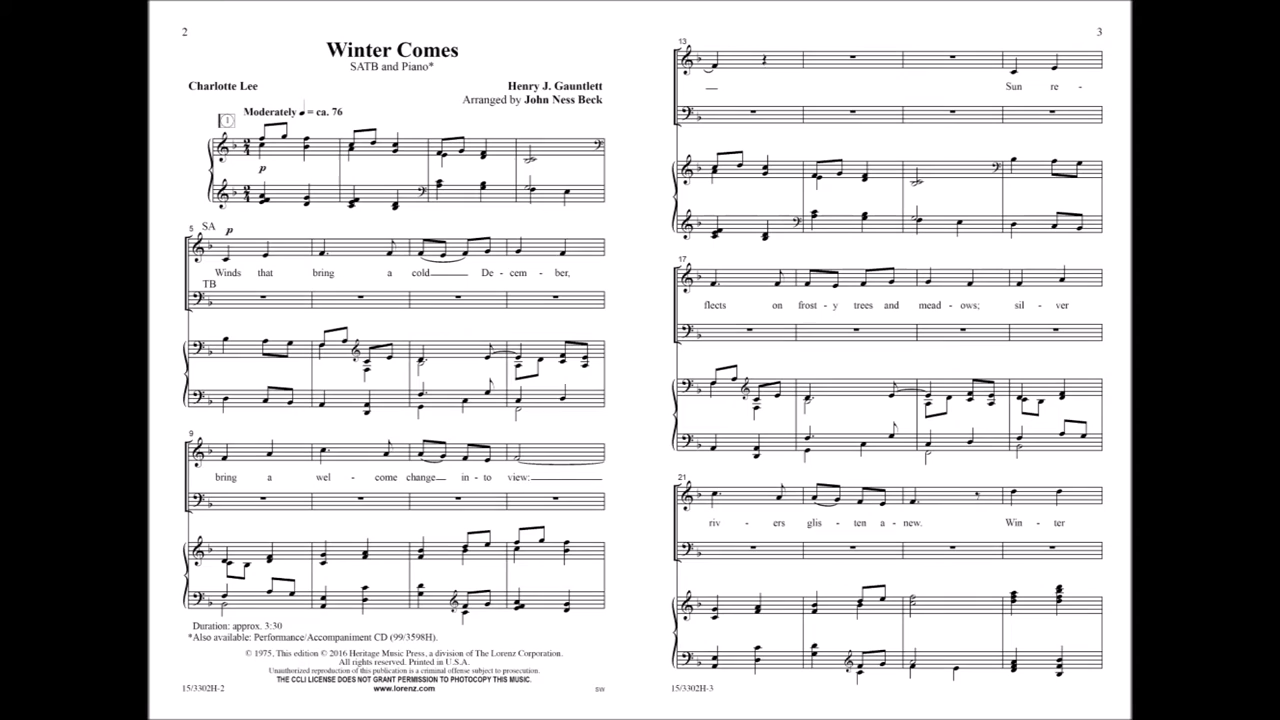 2
Winter Comes
SATB and Piano*
Charlotte Lee
Henry J. Gauntlett
Arranged by John Ness Beck
Moderately ♩ = ca. 76
1
p
5
SA
p
Winds that bring a cold De - cem - ber,
TB
9
bring a wel - come change in - to view:
Duration: approx. 3:30
*Also available: Performance/Accompaniment CD (99/3598H).
© 1975, This edition © 2016 Heritage Music Press, a division of The Lorenz Corporation.
All rights reserved. Printed in U.S.A.
Unauthorized reproduction of this publication is a criminal offense subject to prosecution.
THE CCLI LICENSE DOES NOT GRANT PERMISSION TO PHOTOCOPY THIS MUSIC.
www.lorenz.com
15/3302H-2
SW
3
13
Sun re -
17
flects on frost - y trees and mead - ows; sil - ver
21
riv - ers glis - ten a - new. Win - ter
15/3302H-3